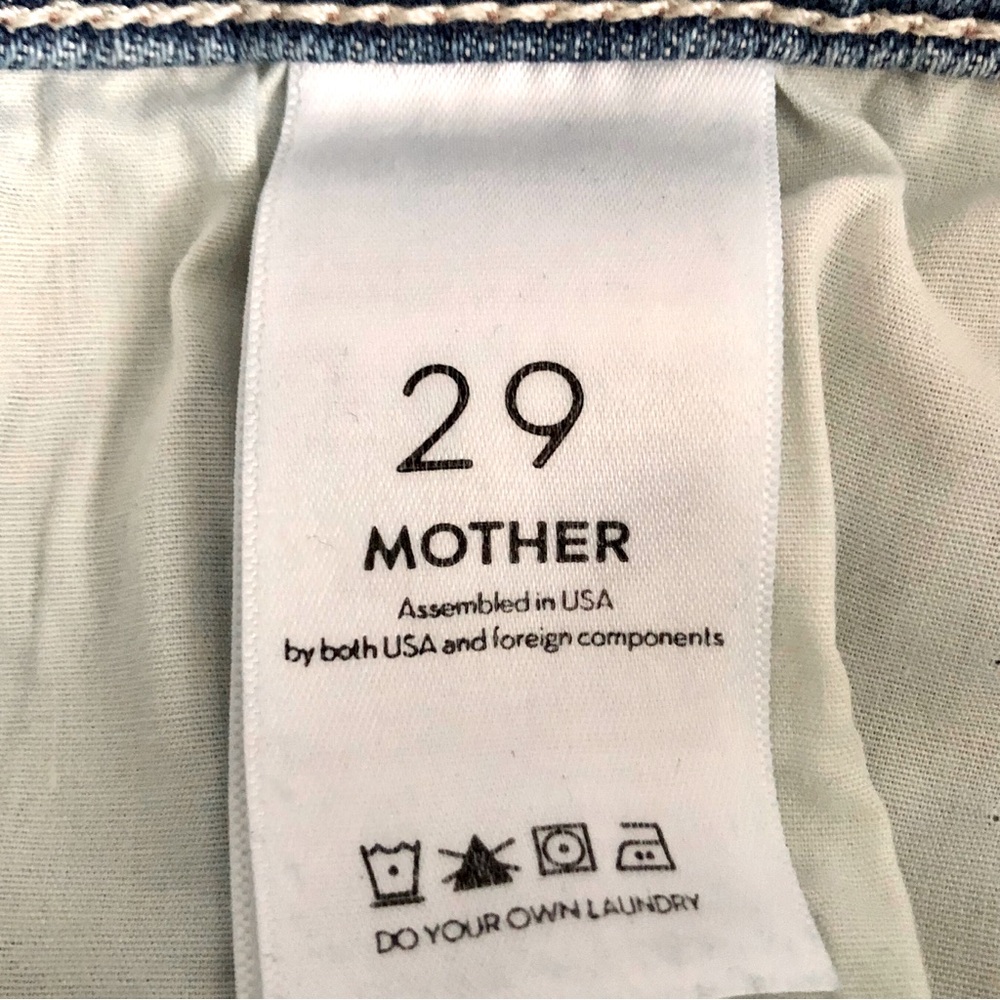 29
MOTHER
Assembled in USA
by both USA and foreign components
DO YOUR OWN LAUNDRY